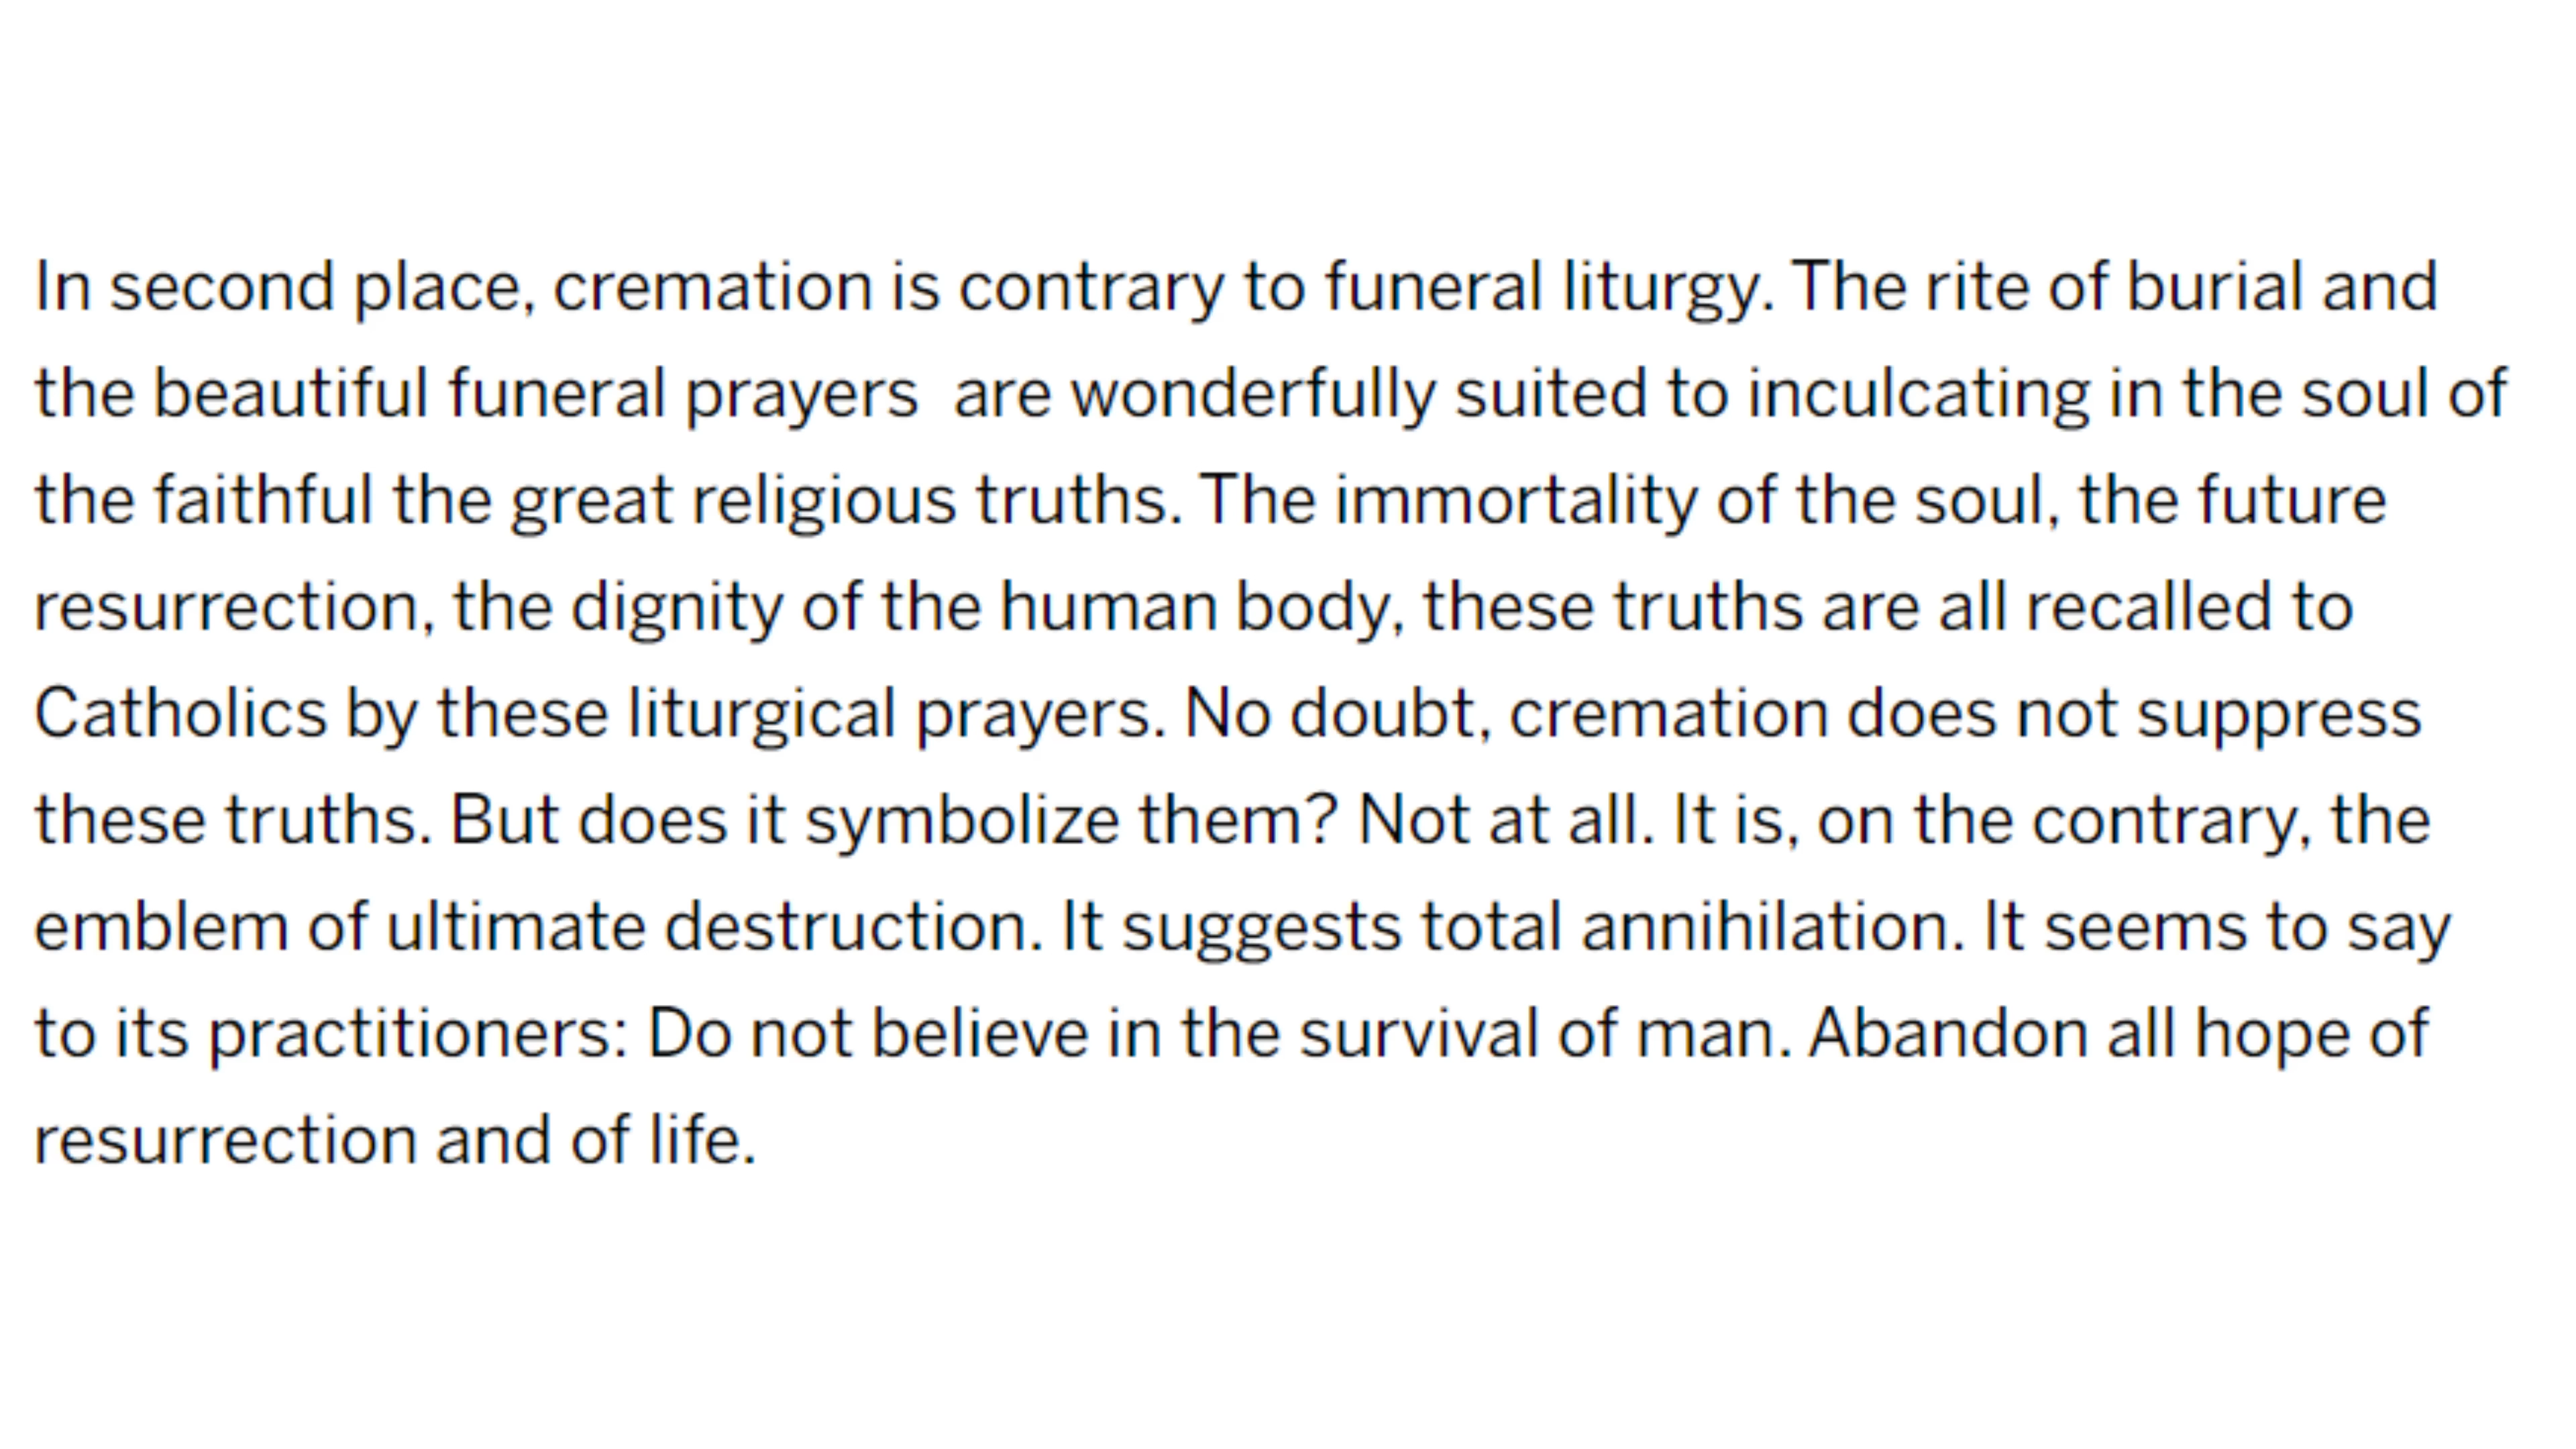 In second place, cremation is contrary to funeral liturgy. The rite of burial and
the beautiful funeral prayers  are wonderfully suited to inculcating in the soul of
the faithful the great religious truths. The immortality of the soul, the future
resurrection, the dignity of the human body, these truths are all recalled to
Catholics by these liturgical prayers. No doubt, cremation does not suppress
these truths. But does it symbolize them? Not at all. It is, on the contrary, the
emblem of ultimate destruction. It suggests total annihilation. It seems to say
to its practitioners: Do not believe in the survival of man. Abandon all hope of
resurrection and of life.